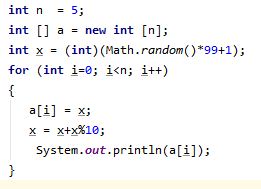 int n  = 5;
int [] a = new int [n];
int x = (int)(Math.random()*99+1);
for (int i=0; i<n; i++)
{
    a[i] = x;
    x = x+x%10;
     System.out.println(a[i]);
}